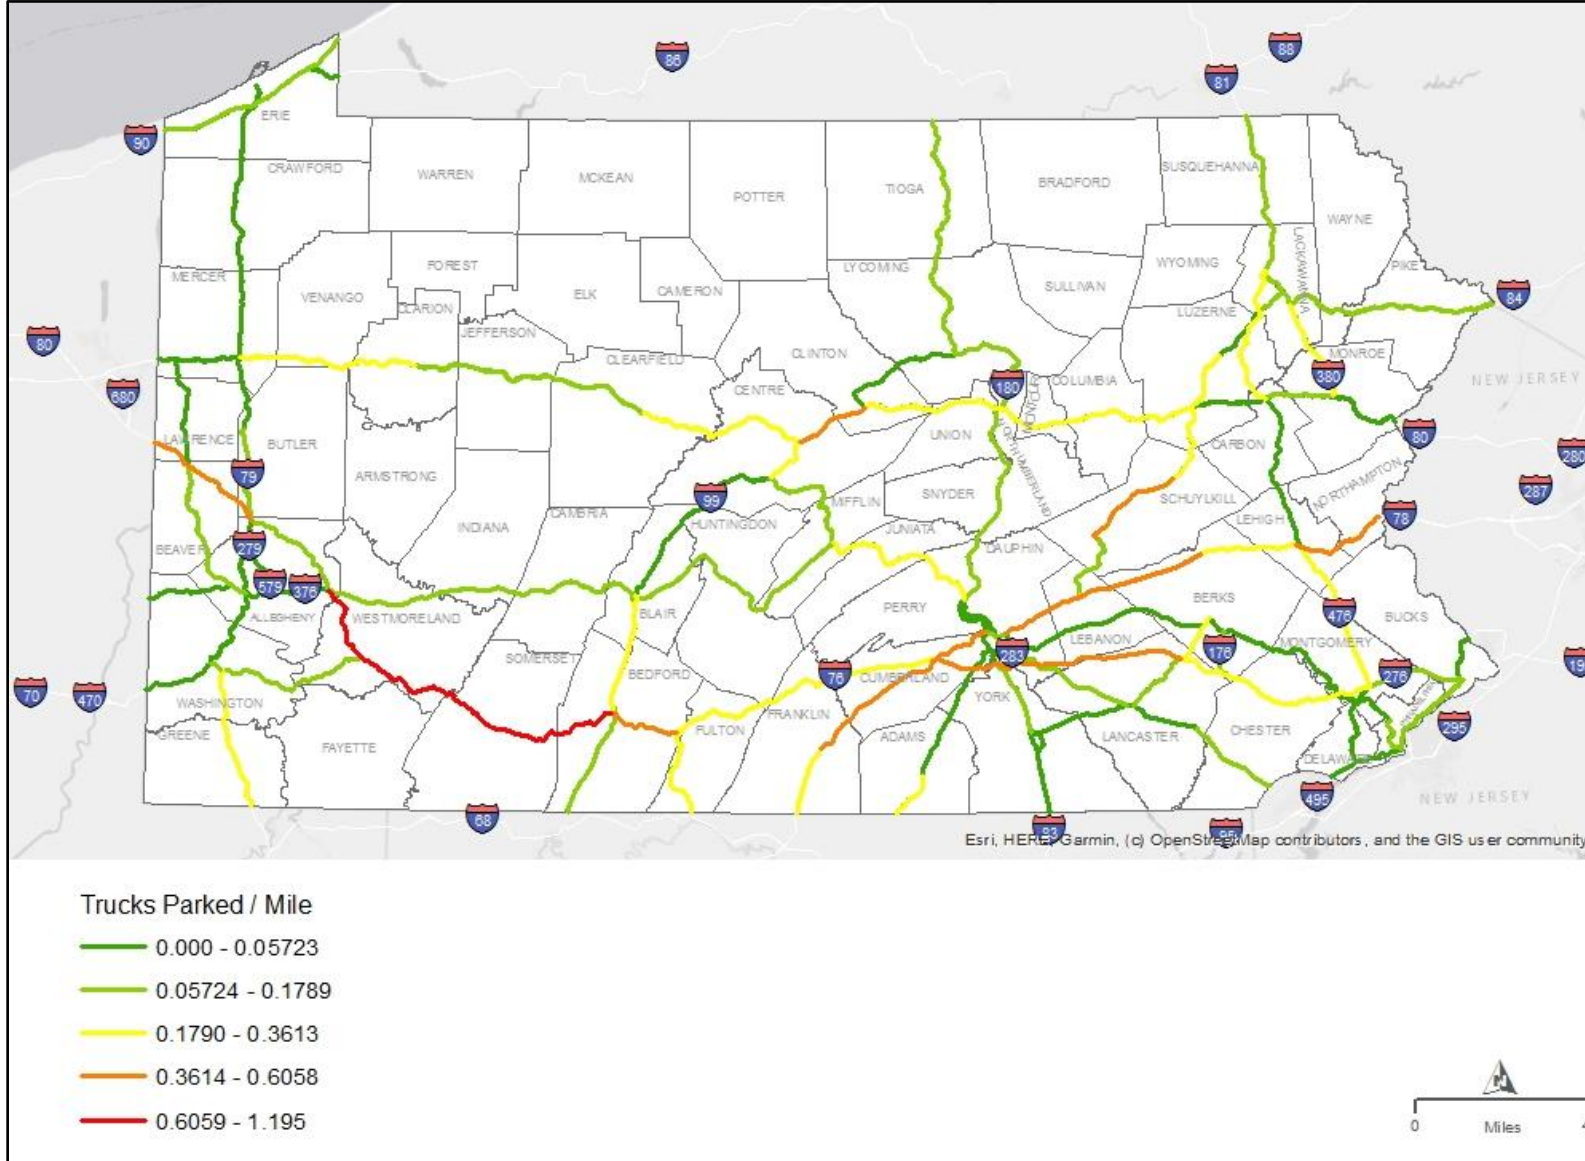 86
88
81
90
ERIE
CRAWFORD
WARREN
MCKEAN
POTTER
TIOGA
BRADFORD
SUSQUEHANNA
WAYNE
MERCER
VENANGO
FOREST
CLARION
ELK
CAMERON
JEFFERSON
LYCOMING
SULLIVAN
WYOMING
LACKAWANNA
PIKE
84
LUZERNE
80
CLEARFIELD
CLINTON
CENTRE
MONROE
380
NEW JERSEY
680
180
COLUMBIA
LAWRENCE
BUTLER
ARMSTRONG
UNION
NORTHUMBERLAND
CARBON
80
280
79
99
INDIANA
CAMBRIA
HUNTINGDON
MIFFLIN
SNYDER
JUNIATA
SCHUYLKILL
NORTHAMPTON
287
LEHIGH
78
BEAVER
279
579
376
DAUPHIN
ALLEGHENY
WESTMORELAND
BLAIR
PERRY
BERKS
476
BUCKS
SOMERSET
BEDFORD
LEBANON
MONTGOMERY
283
176
276
70
470
WASHINGTON
76
CUMBERLAND
YORK
GREENE
FAYETTE
FULTON
FRANKLIN
ADAMS
LANCASTER
CHESTER
295
DELAWARE
68
83
95
495
NEW JERSEY
Esri, HERE, Garmin, (c) OpenStreetMap contributors, and the GIS user community
Trucks Parked / Mile
0.000 - 0.05723
0.05724 - 0.1789
0.1790 - 0.3613
0.3614 - 0.6058
0.6059 - 1.195
0
Miles